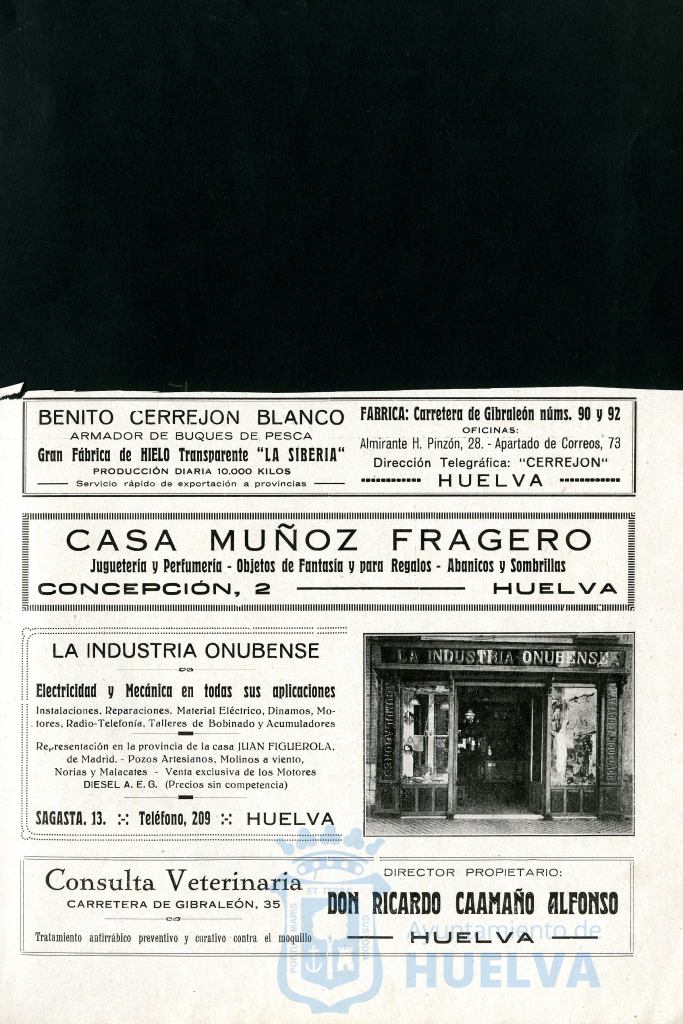 BENITO CERREJON BLANCO
ARMADOR DE BUQUES DE PESCA
Gran Fábrica de HIELO Transparente "LA SIBERIA"
PRODUCCIÓN DIARIA 10.000 KILOS
Servicio rápido de exportación a provincias
FABRICA: Carretera de Gibraleón núms. 90 y 92
OFICINAS:
Almirante H. Pinzón, 28. - Apartado de Correos, 73
Dirección Telegráfica: "CERREJON"
HUELVA
CASA MUÑOZ FRAGERO
Juguetería y Perfumería - Objetos de Fantasía y para Regalos - Abanicos y Sombrillas
CONCEPCIÓN, 2 HUELVA
LA INDUSTRIA ONUBENSE
Electricidad y Mecánica en todas sus aplicaciones
Instalaciones, Reparaciones, Material Eléctrico, Dinamos, Mo-
tores, Radio-Telefonía, Talleres de Bobinado y Acumuladores
Representación en la provincia de la casa JUAN FIGUEROLA,
de Madrid. - Pozos Artesianos, Molinos a viento,
Norias y Malacates - Venta exclusiva de los Motores
DIESEL A. E. G. (Precios sin competencia)
SAGASTA, 13. :-: Teléfono, 209 :-: HUELVA
LA INDUSTRIA ONUBENSE
Consulta Veterinaria
CARRETERA DE GIBRALEÓN, 35
Tratamiento antirrábico preventivo y curativo contra el moquillo
DIRECTOR PROPIETARIO:
DON RICARDO CAAMAÑO ALFONSO
HUELVA
PORTUS MARIS
ET TERRE
CUSTODIA
Ayuntamiento de
HUELVA